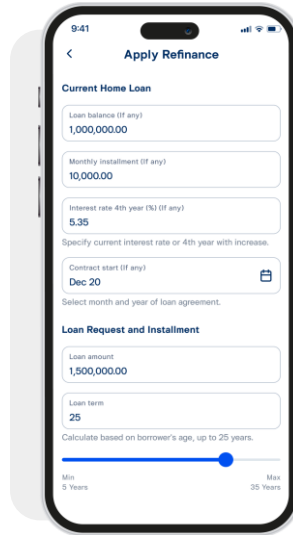 9:41
Apply Refinance
Current Home Loan
Loan balance (If any)
1,000,000.00
Monthly installment (If any)
10,000.00
Interest rate 4th year (%) (If any)
5.35
Specify current interest rate or 4th year with increase.
Contract start (If any)
Dec 20
Select month and year of loan agreement.
Loan Request and Installment
Loan amount
1,500,000.00
Loan term
25
Calculate based on borrower's age, up to 25 years.
Min Max
5 Years 35 Years